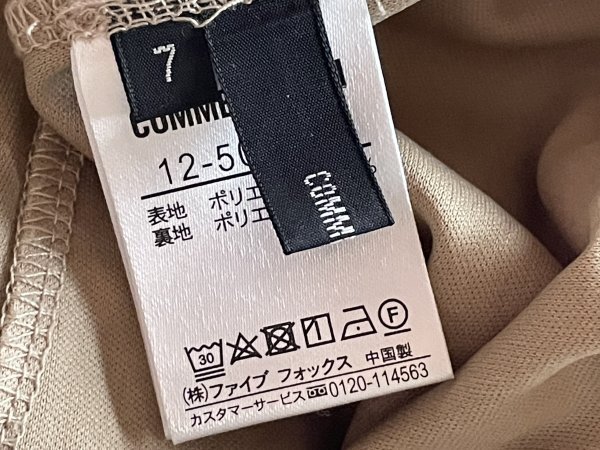 7
COMM
COMME
12-50
表地 ポリエ
裏地 ポリエ
30
F
(株)ファイブ フォックス 中国製
カスタマーサービス 0120-114563